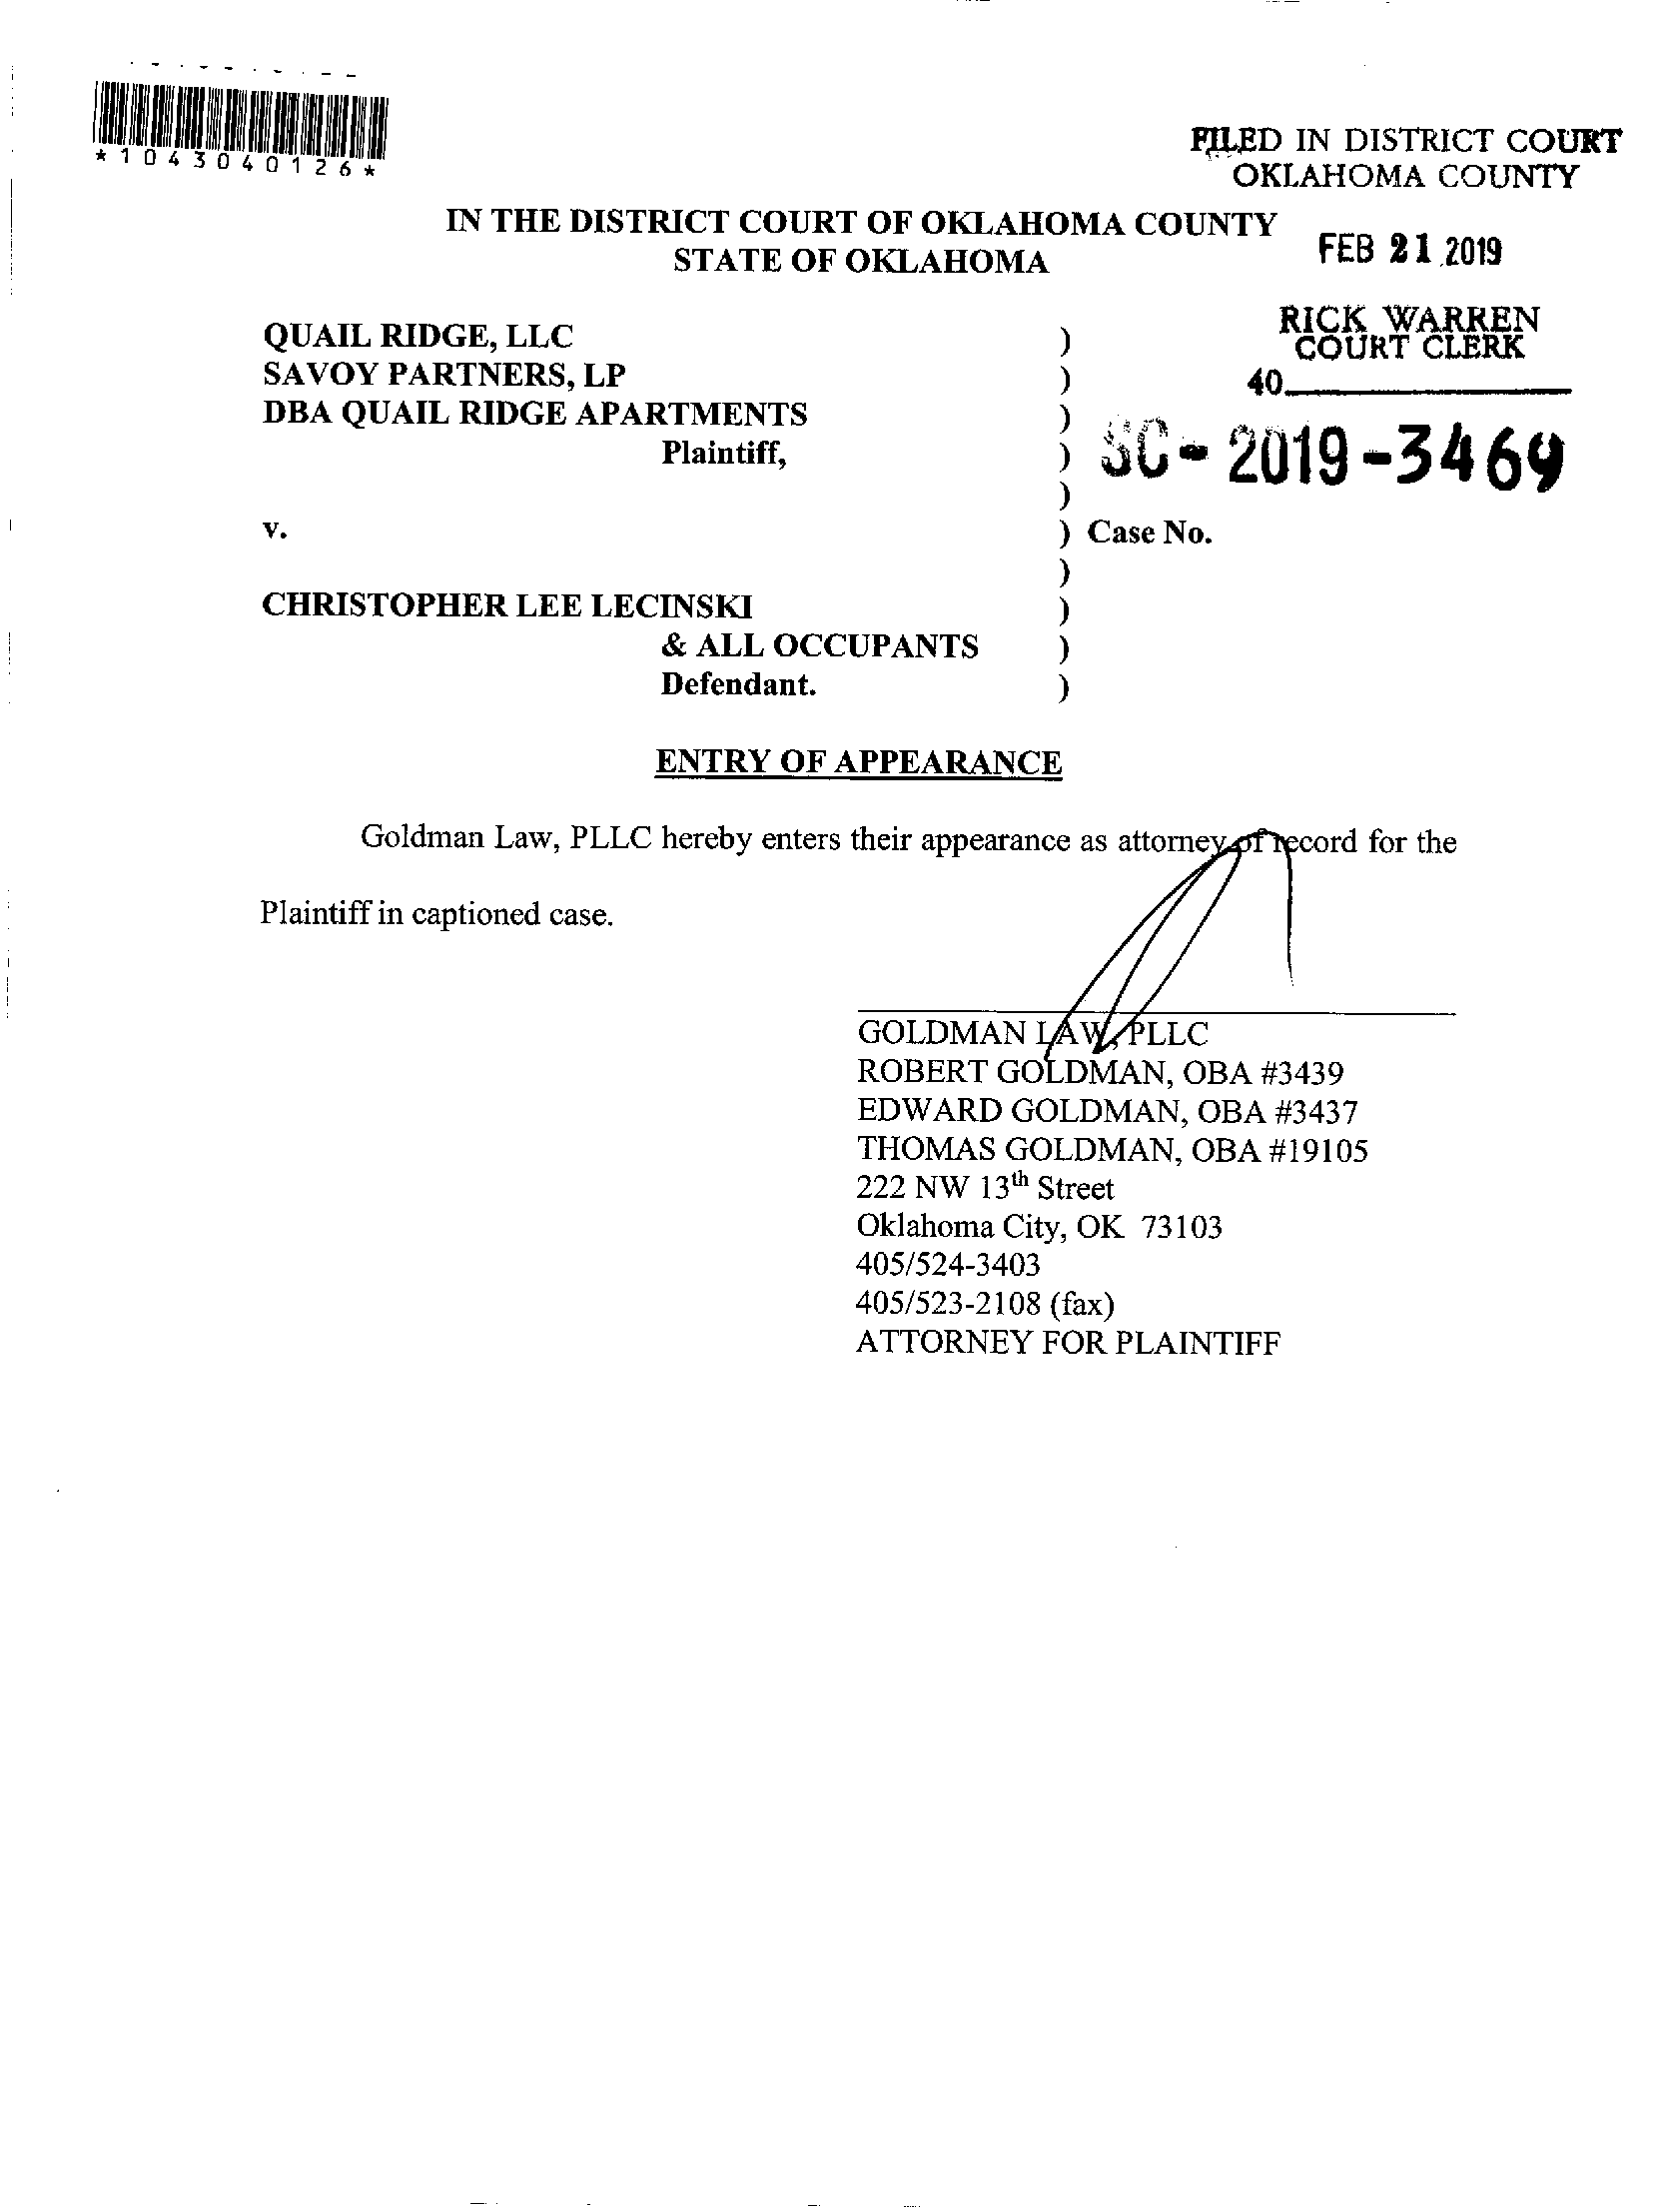 *1043040126*
FILED IN DISTRICT COURT
OKLAHOMA COUNTY
IN THE DISTRICT COURT OF OKLAHOMA COUNTY
STATE OF OKLAHOMA
FEB 21 2019
RICK WARREN
COURT CLERK
40
QUAIL RIDGE, LLC )
SAVOY PARTNERS, LP )
DBA QUAIL RIDGE APARTMENTS )
Plaintiff, ) SC - 2019 - 3469
)
v. ) Case No.
)
CHRISTOPHER LEE LECINSKI )
& ALL OCCUPANTS )
Defendant. )
ENTRY OF APPEARANCE
Goldman Law, PLLC hereby enters their appearance as attorney of record for the
Plaintiff in captioned case.
GOLDMAN LAW, PLLC
ROBERT GOLDMAN, OBA #3439
EDWARD GOLDMAN, OBA #3437
THOMAS GOLDMAN, OBA #19105
222 NW 13th Street
Oklahoma City, OK 73103
405/524-3403
405/523-2108 (fax)
ATTORNEY FOR PLAINTIFF